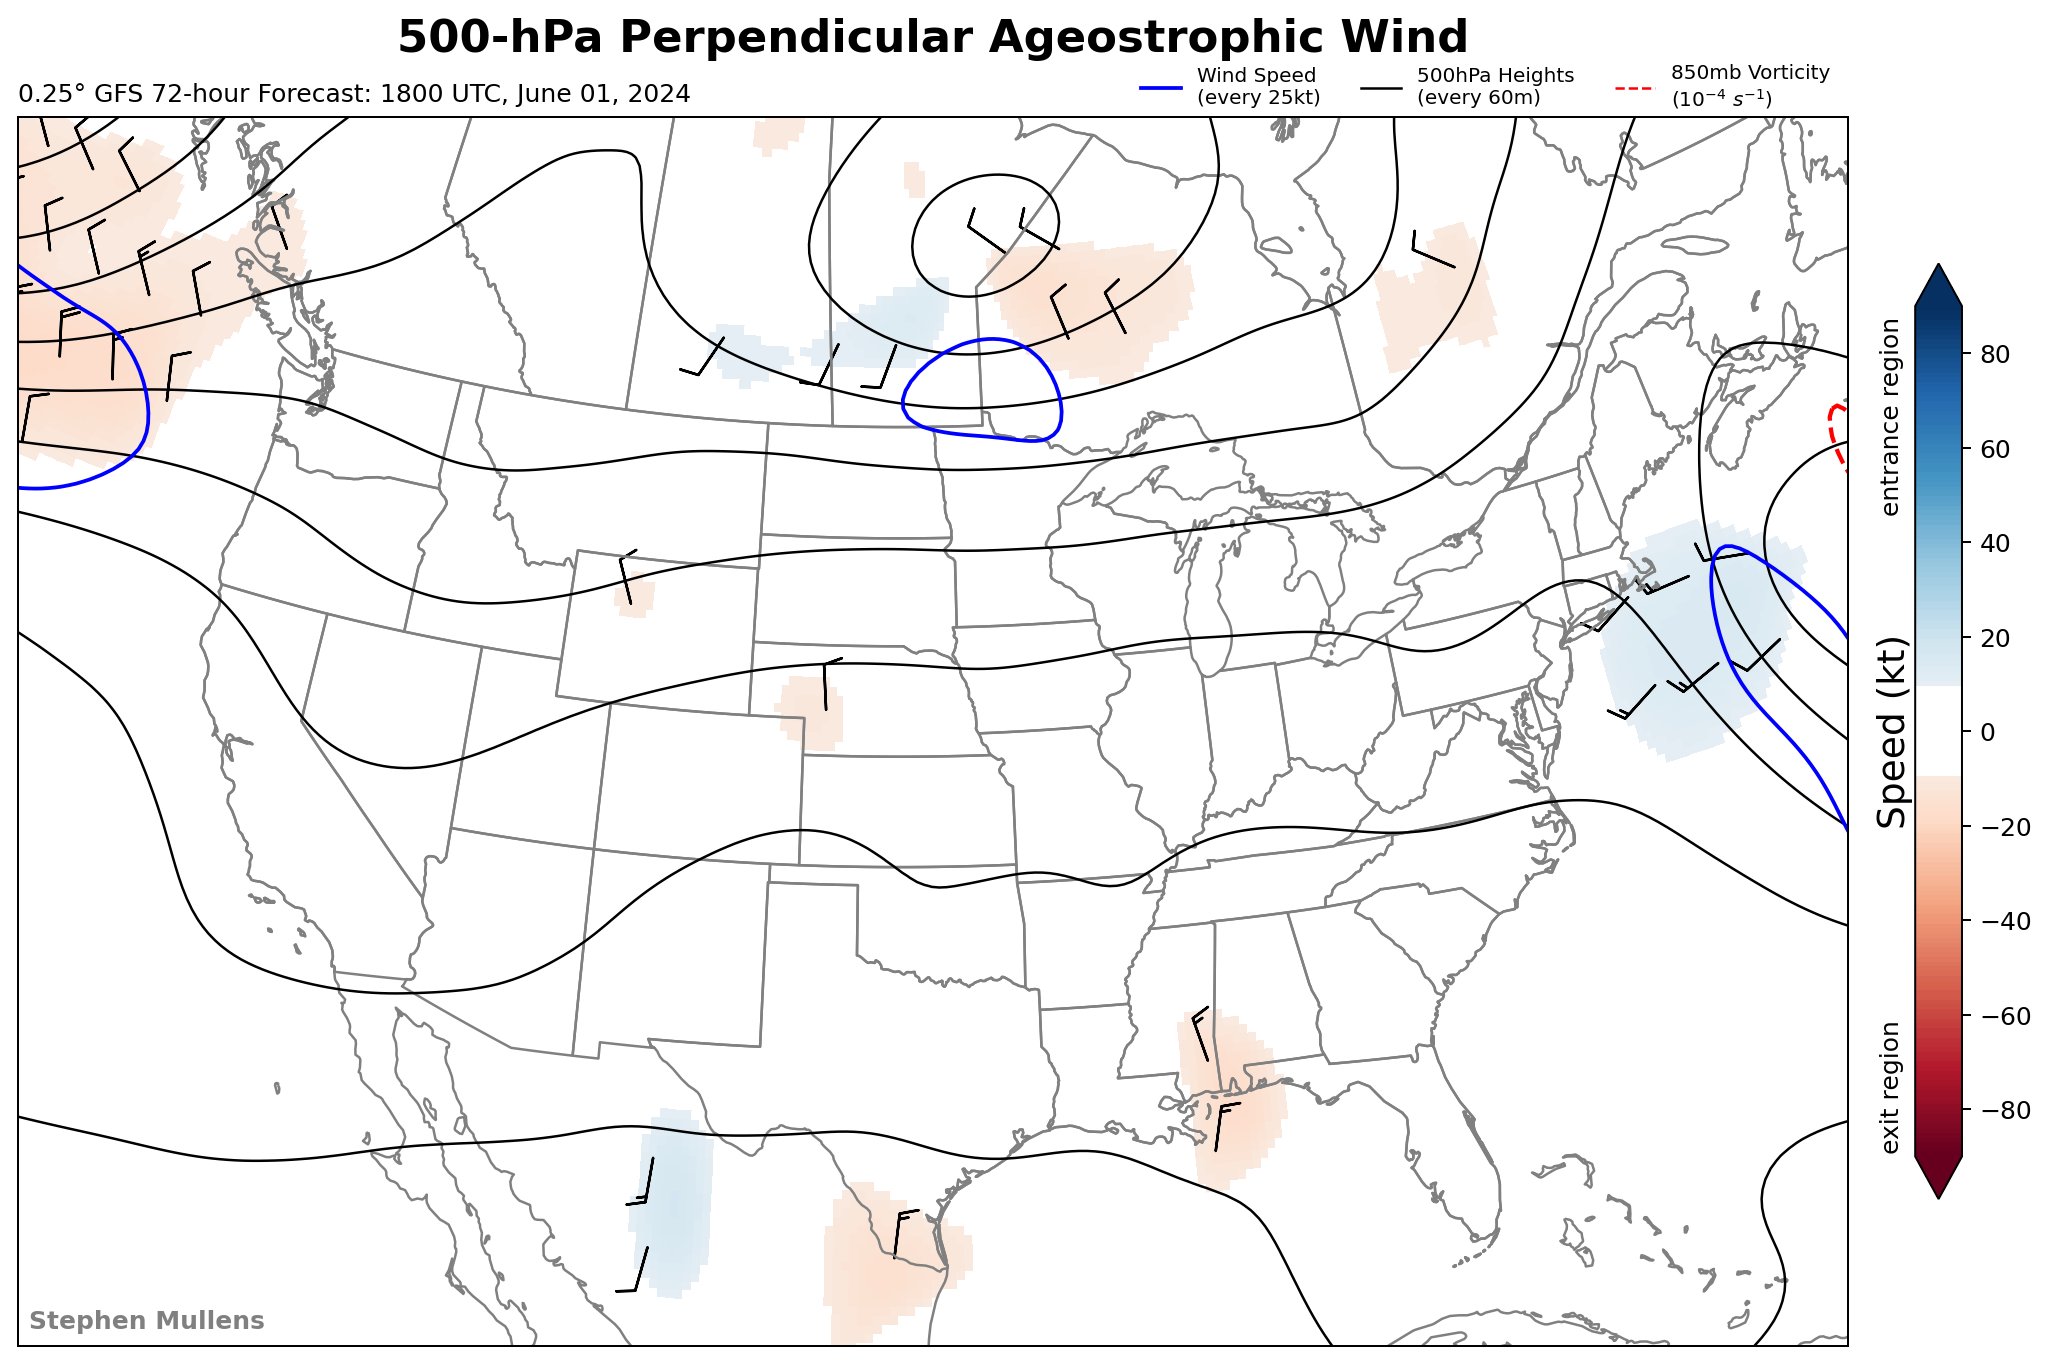 500-hPa Perpendicular Ageostrophic Wind
0.25° GFS 72-hour Forecast: 1800 UTC, June 01, 2024
Wind Speed
(every 25kt)
500hPa Heights
(every 60m)
850mb Vorticity
(10⁻⁴ s⁻¹)
entrance region
Speed (kt)
exit region
80
60
40
20
0
−20
−40
−60
−80
Stephen Mullens